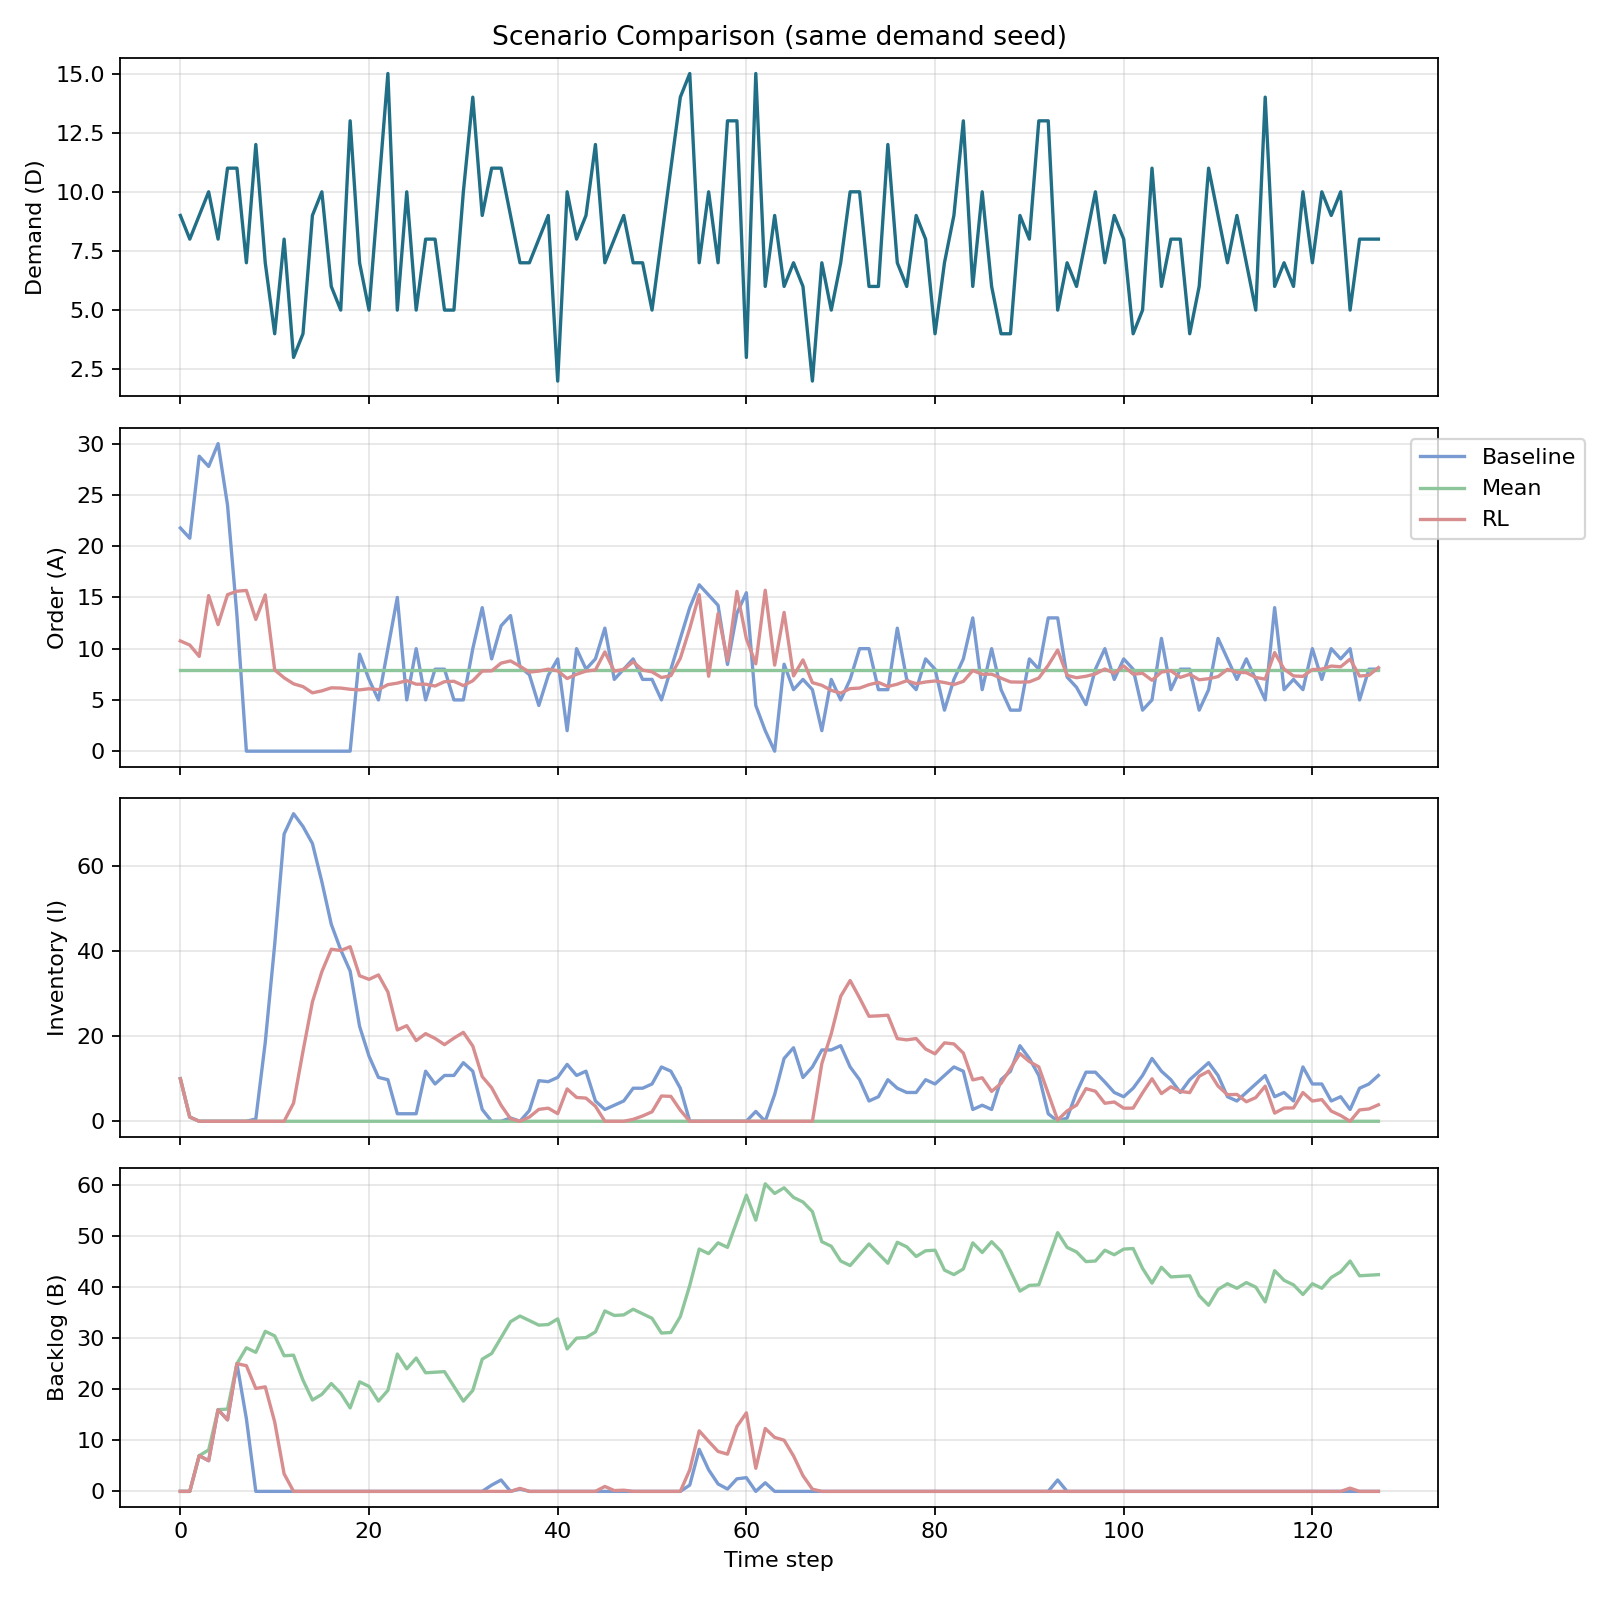 Scenario Comparison (same demand seed)
Demand (D)
15.0
12.5
10.0
7.5
5.0
2.5
Order (A)
30
25
20
15
10
5
0
Baseline
Mean
RL
Inventory (I)
60
40
20
0
Backlog (B)
60
50
40
30
20
10
0
0 20 40 60 80 100 120
Time step